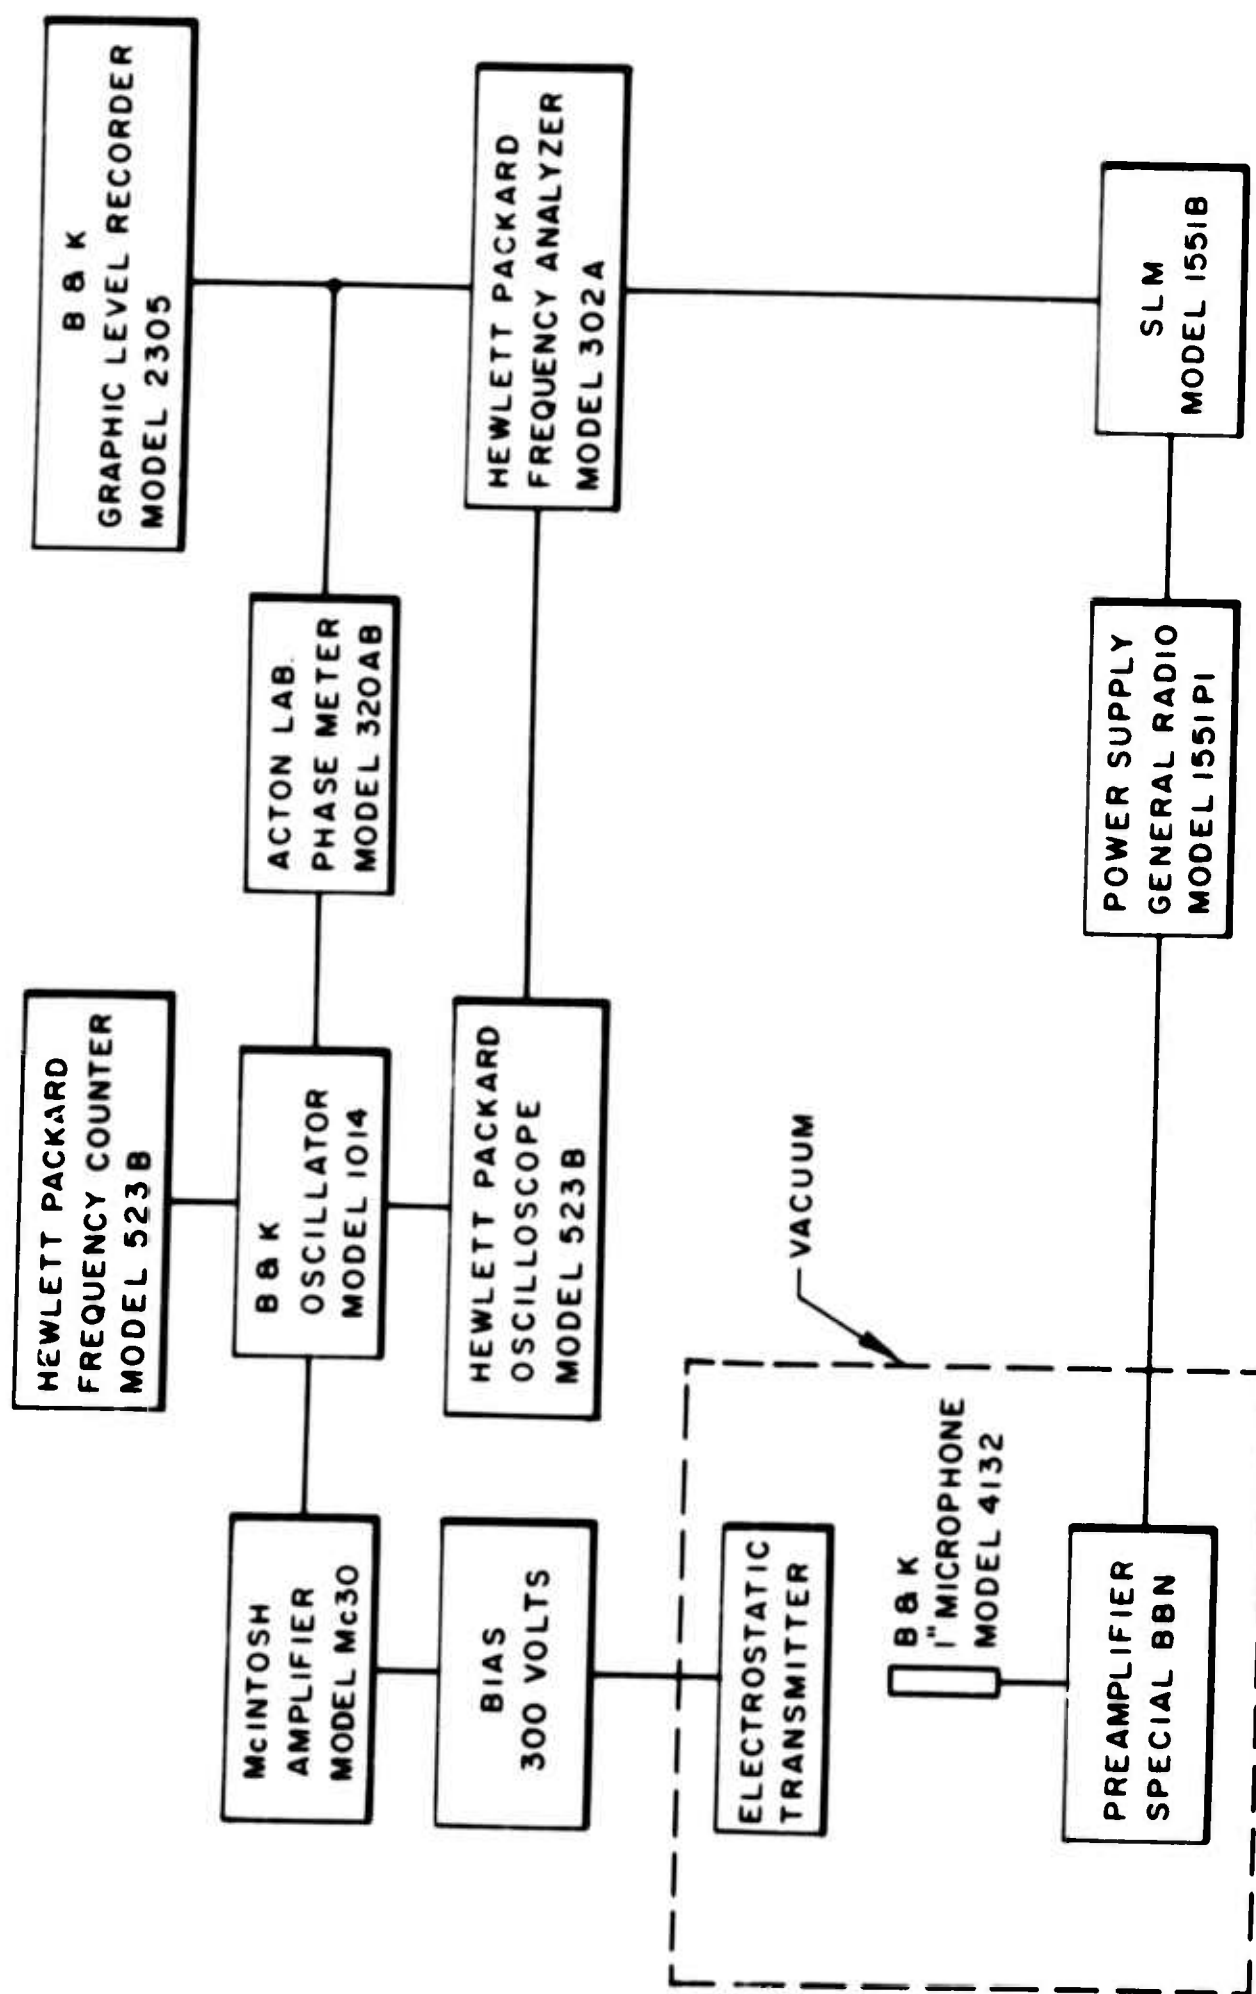 HEWLETT PACKARD
FREQUENCY COUNTER
MODEL 523B
B & K
GRAPHIC LEVEL RECORDER
MODEL 2305
McINTOSH
AMPLIFIER
MODEL Mc30
B & K
OSCILLATOR
MODEL 1014
ACTON LAB.
PHASE METER
MODEL 320AB
BIAS
300 VOLTS
HEWLETT PACKARD
OSCILLOSCOPE
MODEL 523B
HEWLETT PACKARD
FREQUENCY ANALYZER
MODEL 302A
ELECTROSTATIC
TRANSMITTER
VACUUM
B & K
1" MICROPHONE
MODEL 4132
PREAMPLIFIER
SPECIAL BBN
POWER SUPPLY
GENERAL RADIO
MODEL 1551P1
SLM
MODEL 1551B